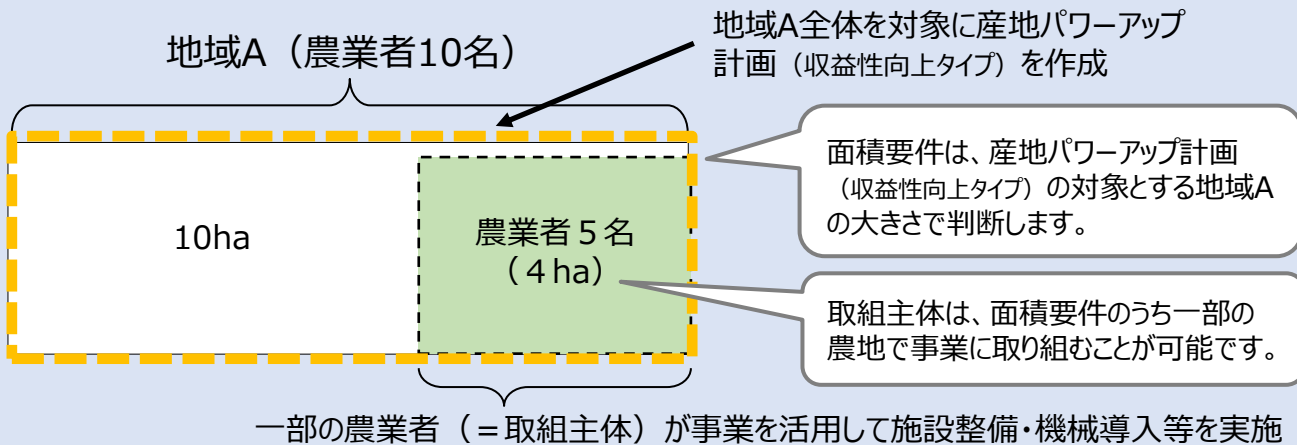 地域A（農業者10名）
地域A全体を対象に産地パワーアップ
計画（収益性向上タイプ）を作成
面積要件は、産地パワーアップ計画
（収益性向上タイプ）の対象とする地域A
の大きさで判断します。
10ha
農業者５名
（４ha）
取組主体は、面積要件のうち一部の
農地で事業に取り組むことが可能です。
一部の農業者（＝取組主体）が事業を活用して施設整備・機械導入等を実施